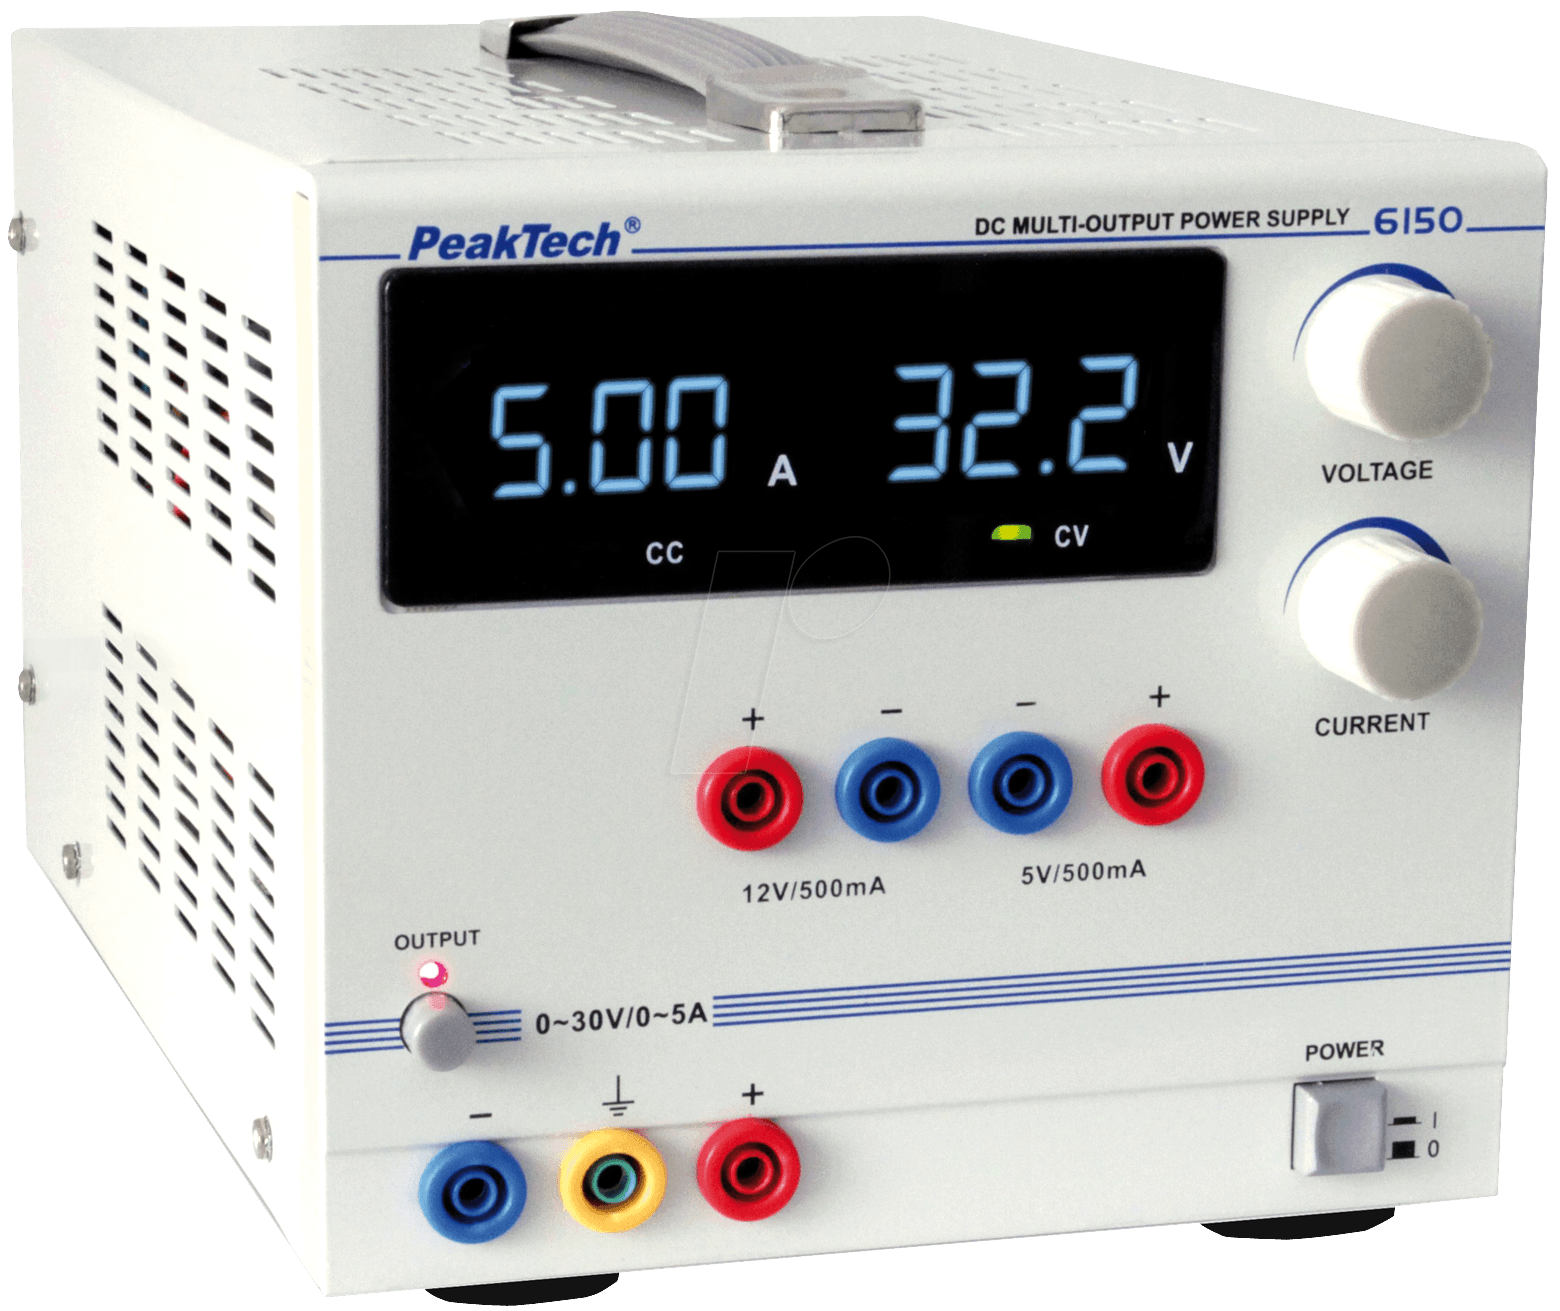 PeakTech®
DC MULTI-OUTPUT POWER SUPPLY 6150
5.00 A 32.2 V
CC CV
VOLTAGE
CURRENT
+ − − +
12V/500mA 5V/500mA
OUTPUT
0~30V/0~5A
− +
POWER
I
0